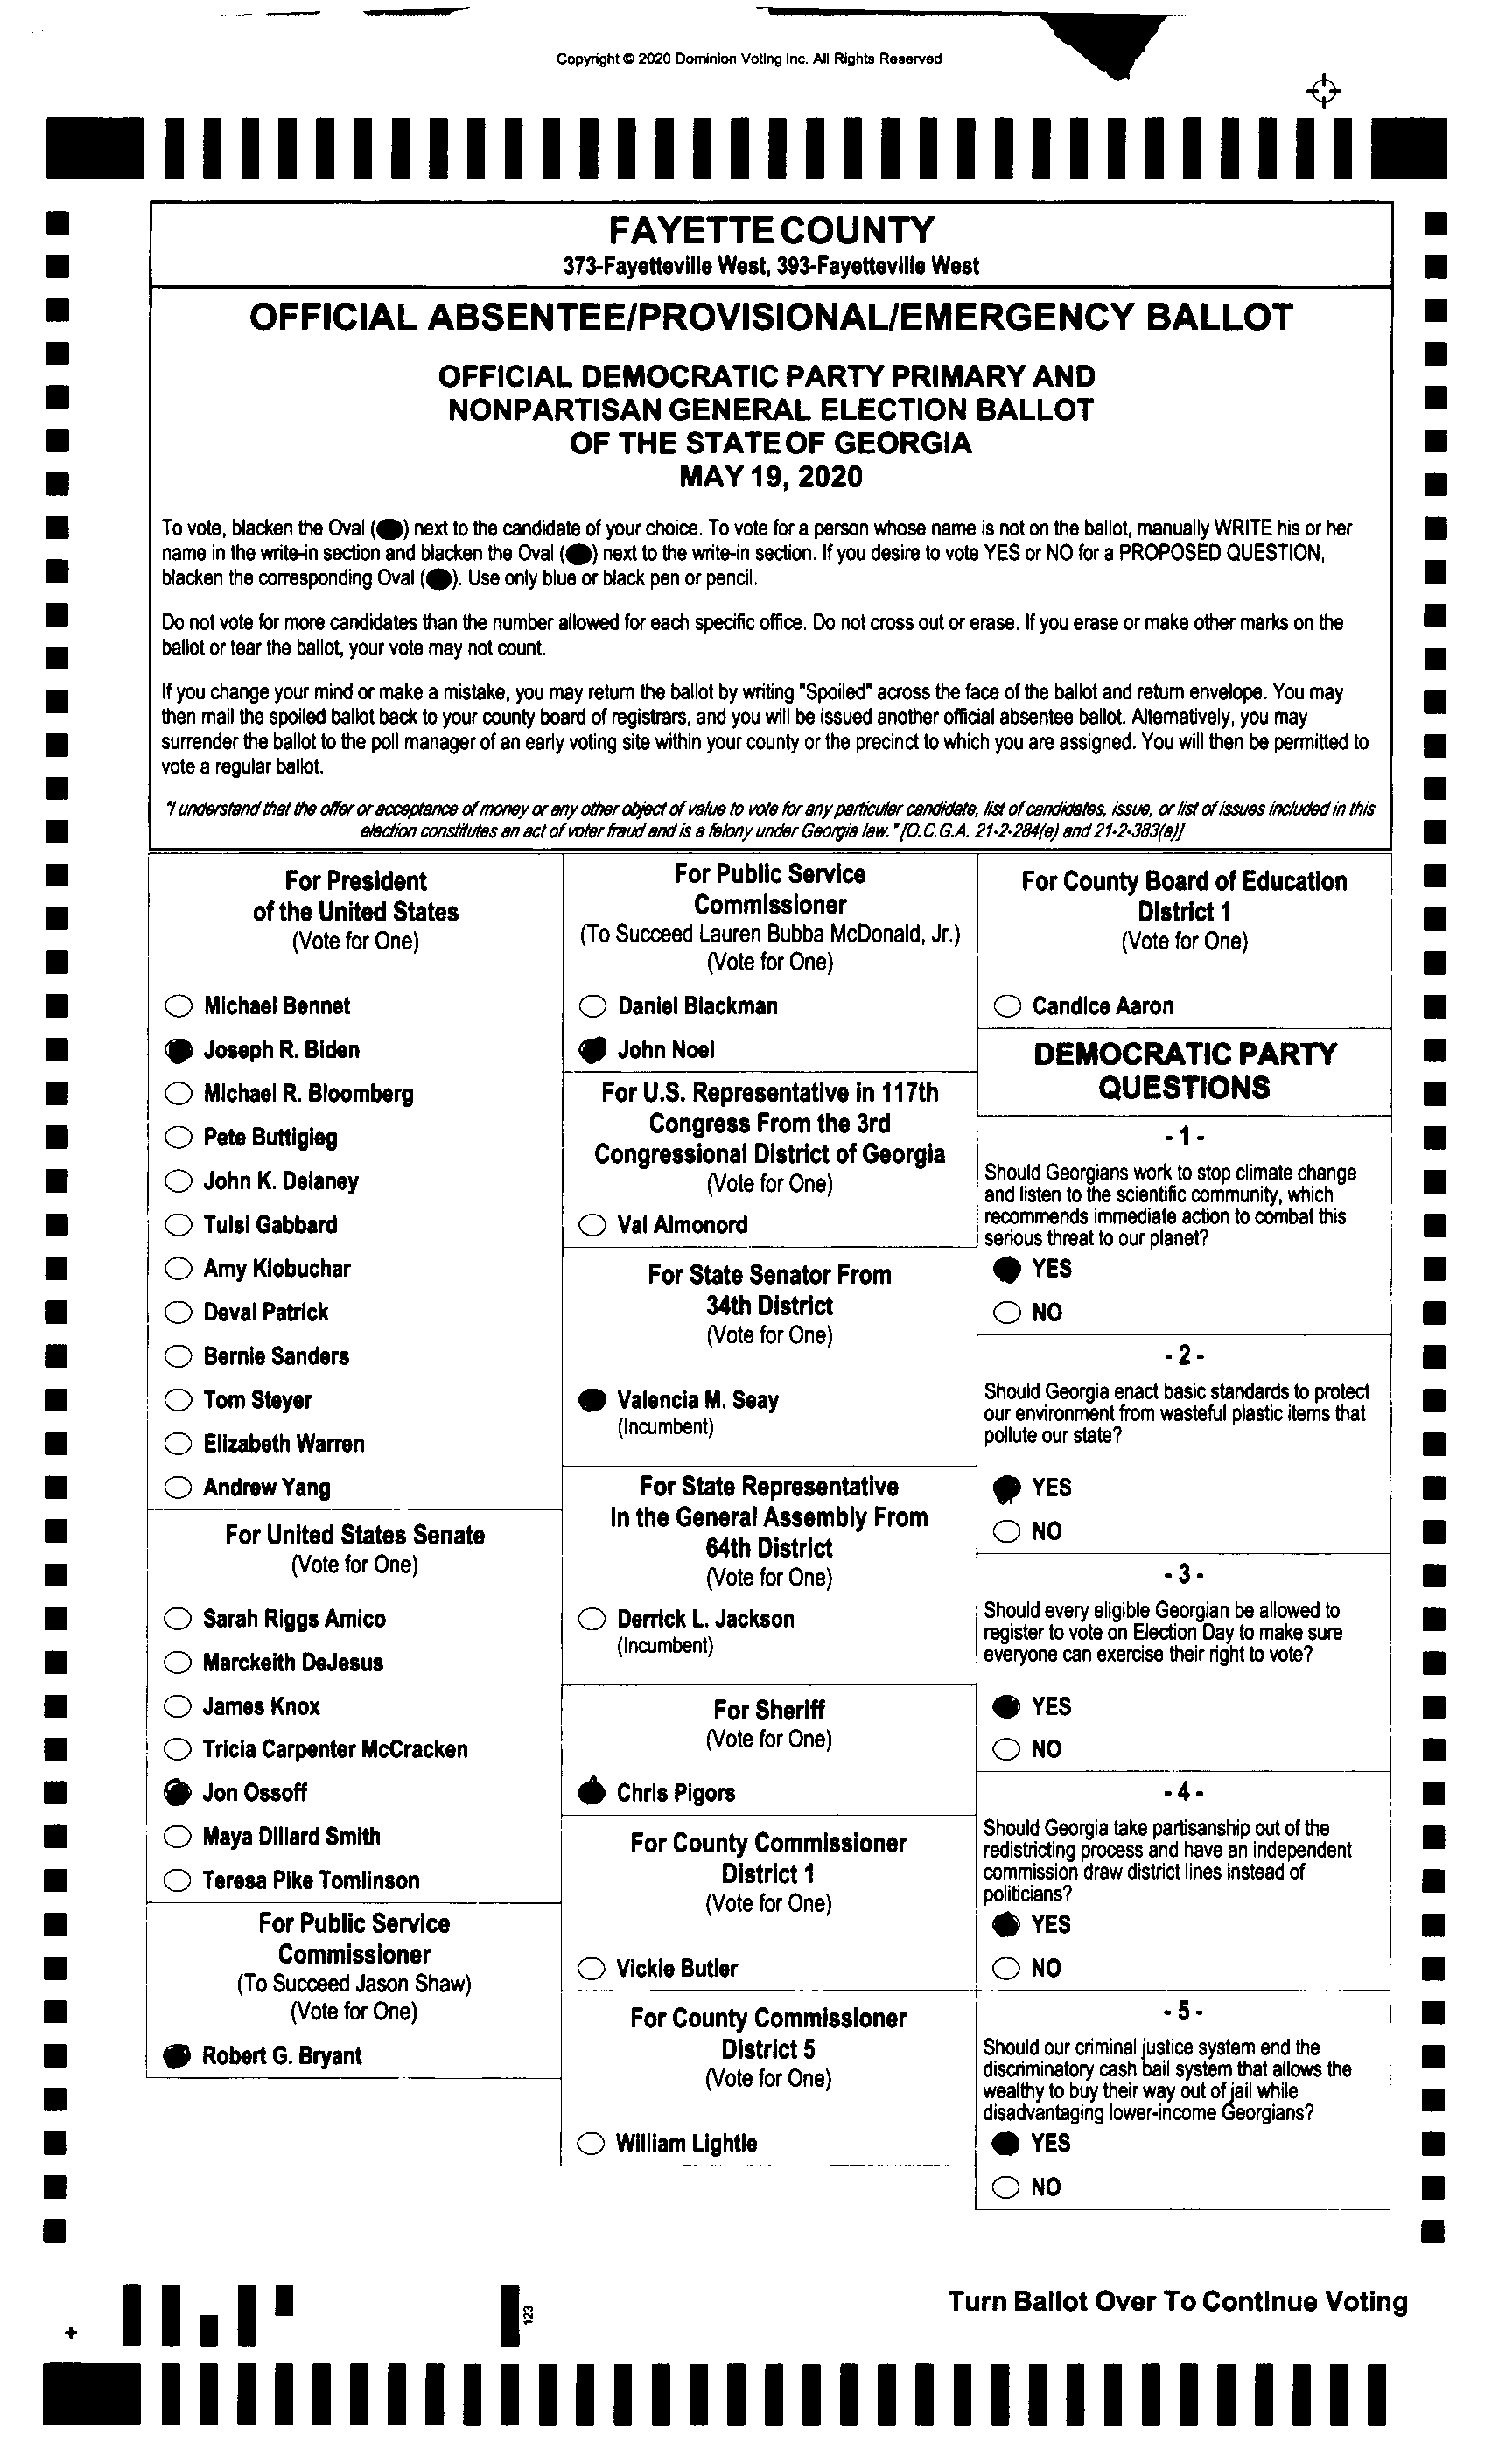 Copyright © 2020 Dominion Voting Inc. All Rights Reserved
FAYETTE COUNTY
373-Fayetteville West, 393-Fayetteville West
OFFICIAL ABSENTEE/PROVISIONAL/EMERGENCY BALLOT
OFFICIAL DEMOCRATIC PARTY PRIMARY AND
NONPARTISAN GENERAL ELECTION BALLOT
OF THE STATE OF GEORGIA
MAY 19, 2020
To vote, blacken the Oval ( ) next to the candidate of your choice. To vote for a person whose name is not on the ballot, manually WRITE his or her
name in the write-in section and blacken the Oval ( ) next to the write-in section. If you desire to vote YES or NO for a PROPOSED QUESTION,
blacken the corresponding Oval ( ). Use only blue or black pen or pencil.
Do not vote for more candidates than the number allowed for each specific office. Do not cross out or erase. If you erase or make other marks on the
ballot or tear the ballot, your vote may not count.
If you change your mind or make a mistake, you may return the ballot by writing "Spoiled" across the face of the ballot and return envelope. You may
then mail the spoiled ballot back to your county board of registrars, and you will be issued another official absentee ballot. Alternatively, you may
surrender the ballot to the poll manager of an early voting site within your county or the precinct to which you are assigned. You will then be permitted to
vote a regular ballot.
"I understand that the offer or acceptance of money or any other object of value to vote for any particular candidate, list of candidates, issue, or list of issues included in this
election constitutes an act of voter fraud and is a felony under Georgia law." [O.C.G.A. 21-2-284(e) and 21-2-383(a)]
For President
of the United States
(Vote for One)
Michael Bennet
Joseph R. Biden
Michael R. Bloomberg
Pete Buttigieg
John K. Delaney
Tulsi Gabbard
Amy Klobuchar
Deval Patrick
Bernie Sanders
Tom Steyer
Elizabeth Warren
Andrew Yang
For United States Senate
(Vote for One)
Sarah Riggs Amico
Marckeith DeJesus
James Knox
Tricia Carpenter McCracken
Jon Ossoff
Maya Dillard Smith
Teresa Pike Tomlinson
For Public Service
Commissioner
(To Succeed Jason Shaw)
(Vote for One)
Robert G. Bryant
For Public Service
Commissioner
(To Succeed Lauren Bubba McDonald, Jr.)
(Vote for One)
Daniel Blackman
John Noel
For U.S. Representative in 117th
Congress From the 3rd
Congressional District of Georgia
(Vote for One)
Val Almonord
For State Senator From
34th District
(Vote for One)
Valencia M. Seay
(Incumbent)
For State Representative
In the General Assembly From
64th District
(Vote for One)
Derrick L. Jackson
(Incumbent)
For Sheriff
(Vote for One)
Chris Pigors
For County Commissioner
District 1
(Vote for One)
Vickie Butler
For County Commissioner
District 5
(Vote for One)
William Lightle
For County Board of Education
District 1
(Vote for One)
Candice Aaron
DEMOCRATIC PARTY
QUESTIONS
- 1 -
Should Georgians work to stop climate change
and listen to the scientific community, which
recommends immediate action to combat this
serious threat to our planet?
YES
NO
- 2 -
Should Georgia enact basic standards to protect
our environment from wasteful plastic items that
pollute our state?
YES
NO
- 3 -
Should every eligible Georgian be allowed to
register to vote on Election Day to make sure
everyone can exercise their right to vote?
YES
NO
- 4 -
Should Georgia take partisanship out of the
redistricting process and have an independent
commission draw district lines instead of
politicians?
YES
NO
- 5 -
Should our criminal justice system end the
discriminatory cash bail system that allows the
wealthy to buy their way out of jail while
disadvantaging lower-income Georgians?
YES
NO
Turn Ballot Over To Continue Voting
123